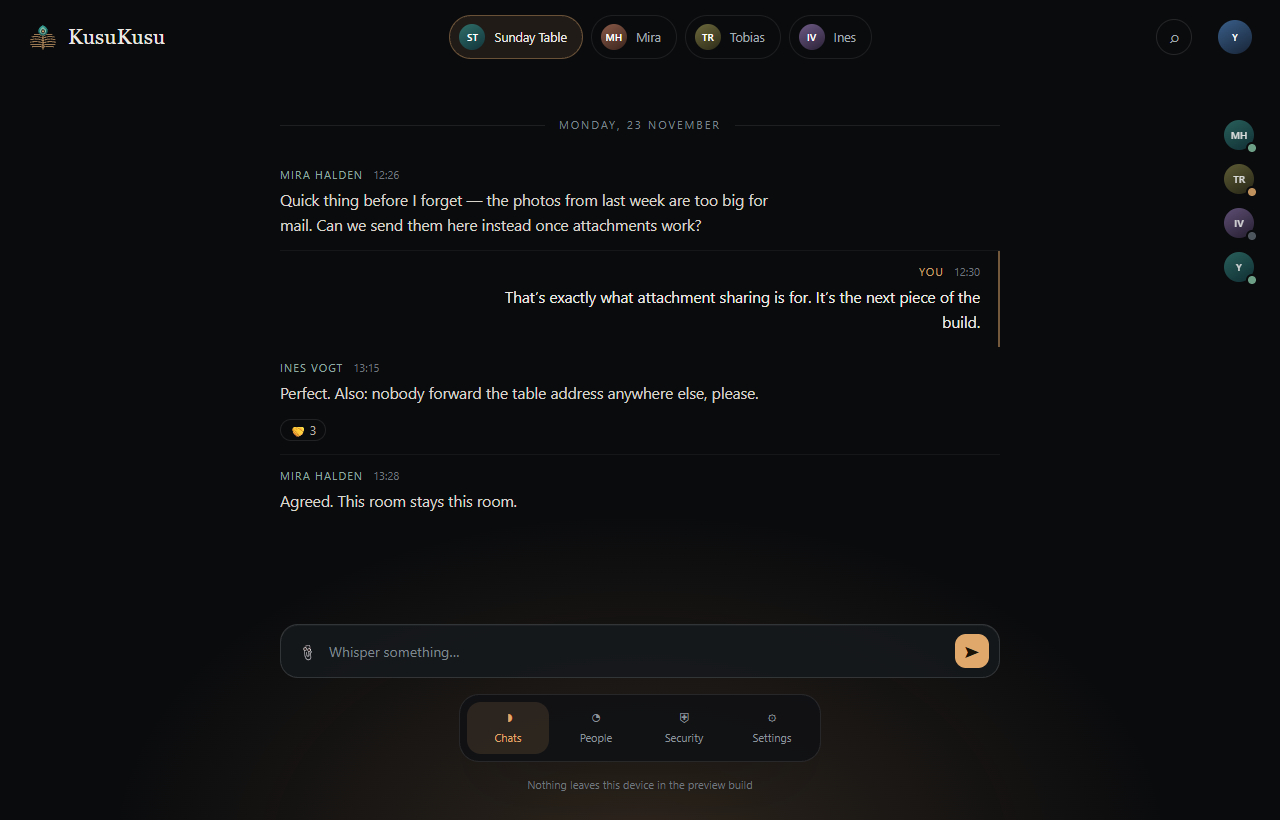 KusuKusu
ST Sunday Table
MH Mira
TR Tobias
IV Ines
Y
MONDAY, 23 NOVEMBER
MH
TR
IV
Y
MIRA HALDEN 12:26
Quick thing before I forget — the photos from last week are too big for
mail. Can we send them here instead once attachments work?
YOU 12:30
That’s exactly what attachment sharing is for. It’s the next piece of the
build.
INES VOGT 13:15
Perfect. Also: nobody forward the table address anywhere else, please.
3
MIRA HALDEN 13:28
Agreed. This room stays this room.
Whisper something…
Chats
People
Security
Settings
Nothing leaves this device in the preview build